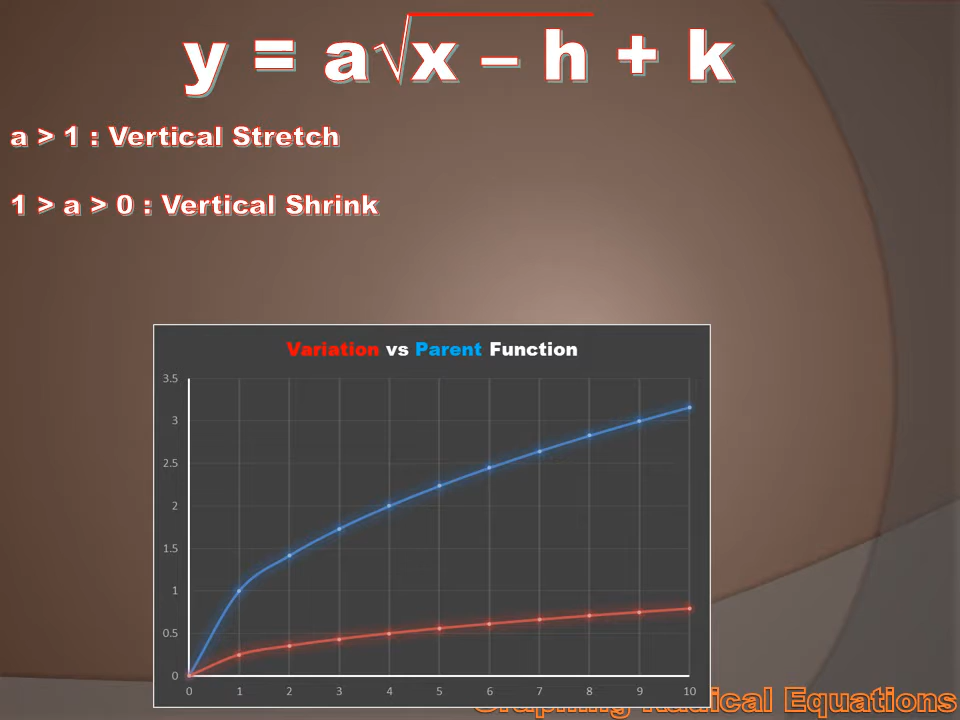 y = a√x – h + k
a > 1 : Vertical Stretch
1 > a > 0 : Vertical Shrink
Variation vs Parent Function
3.5
3
2.5
2
1.5
1
0.5
0
0 1 2 3 4 5 6 7 8 9 10
Graphing Radical Equations